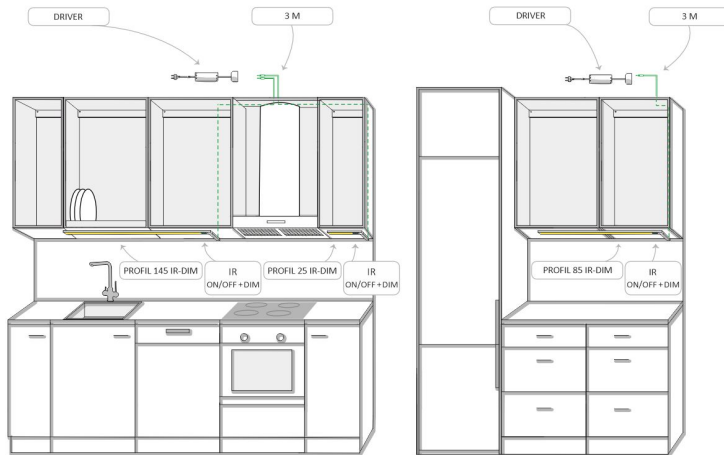 DRIVER
3 M
PROFIL 145 IR-DIM
IR
ON/OFF+DIM
PROFIL 25 IR-DIM
IR
ON/OFF+DIM
DRIVER
3 M
PROFIL 85 IR-DIM
IR
ON/OFF+DIM